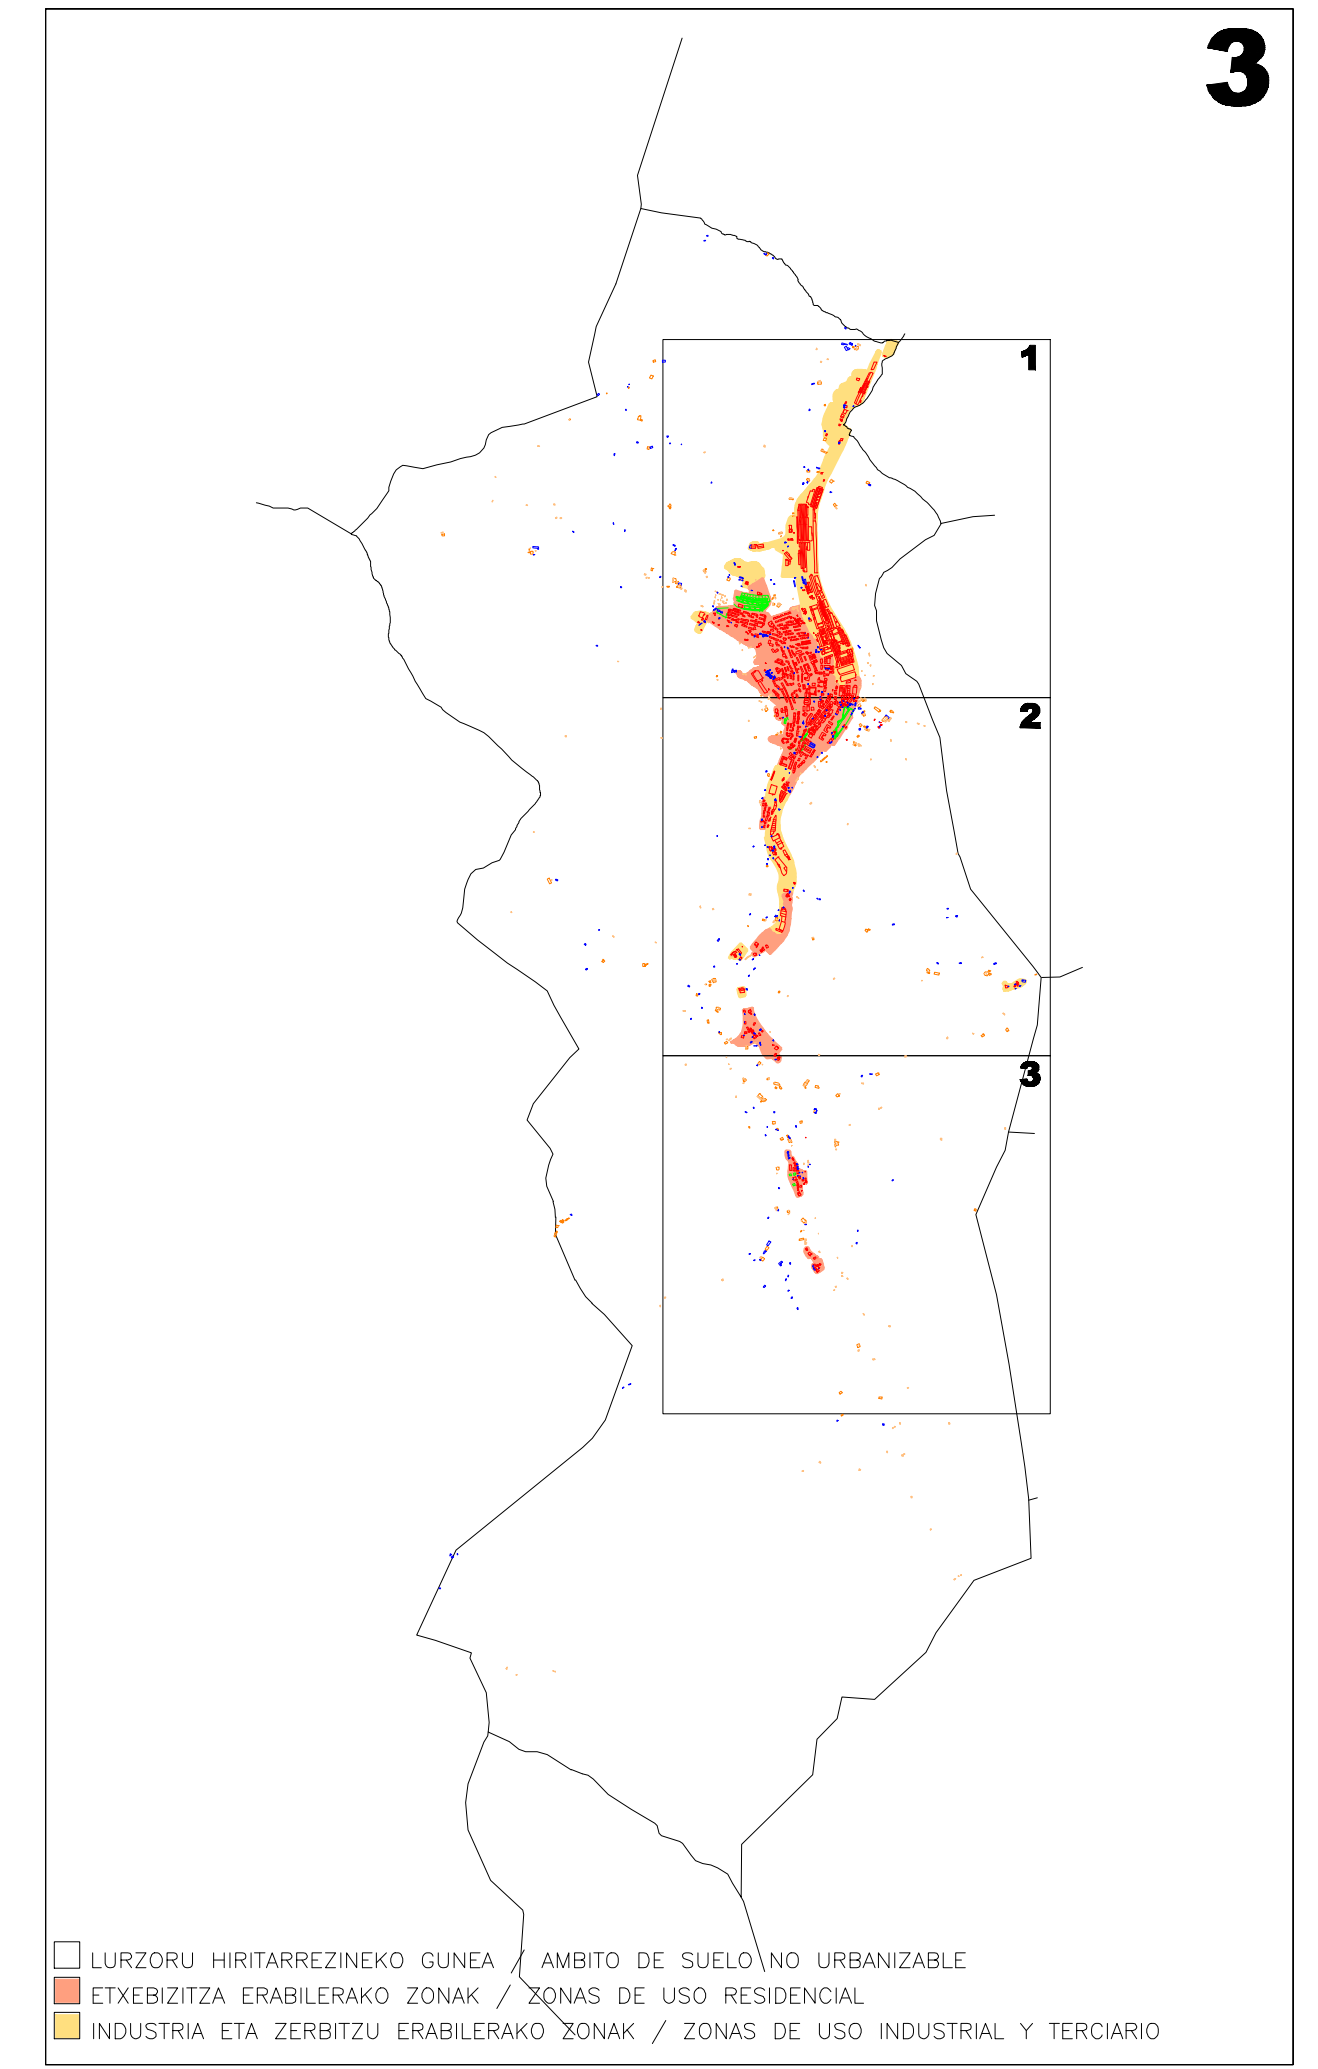 3
1
2
3
LURZORU HIRITARREZINEKO GUNEA / AMBITO DE SUELO NO URBANIZABLE
ETXEBIZITZA ERABILERAKO ZONAK / ZONAS DE USO RESIDENCIAL
INDUSTRIA ETA ZERBITZU ERABILERAKO ZONAK / ZONAS DE USO INDUSTRIAL Y TERCIARIO